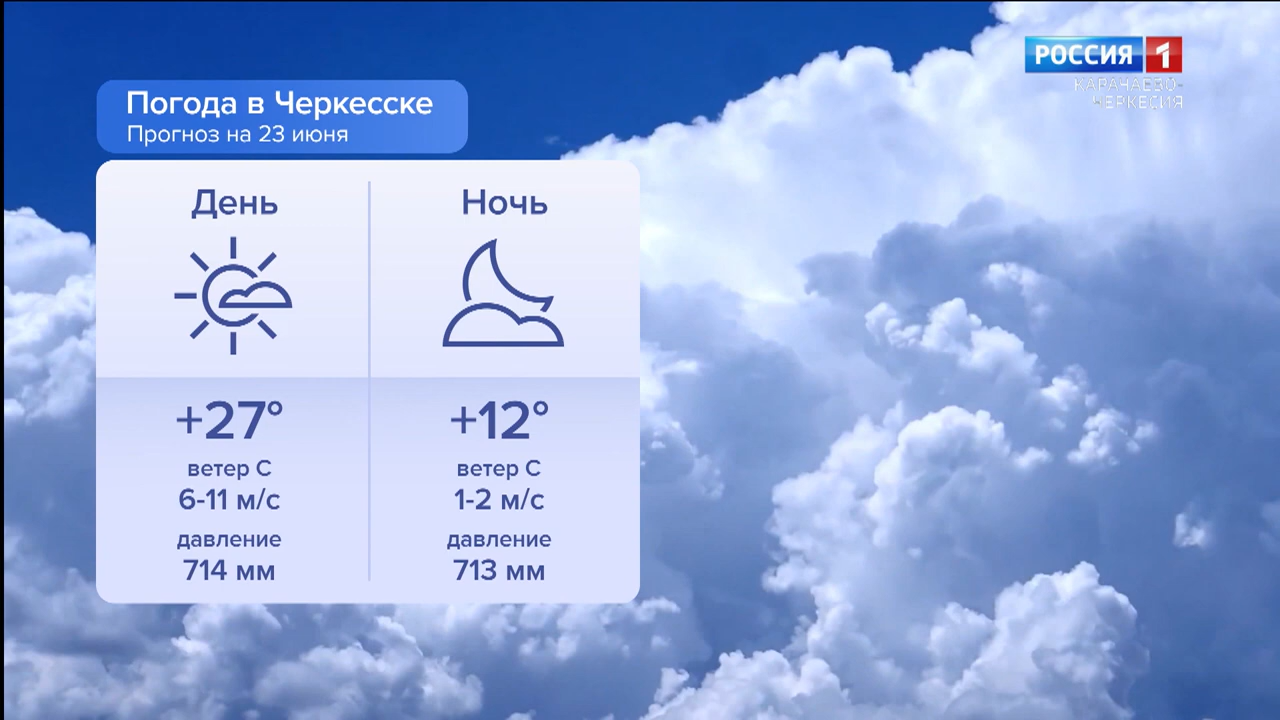 Погода в Черкесске
Прогноз на 23 июня
РОССИЯ 1
КАРАЧАЕВО-
ЧЕРКЕСИЯ
День
Ночь
+27°
+12°
ветер С
6-11 м/с
ветер С
1-2 м/с
давление
714 мм
давление
713 мм